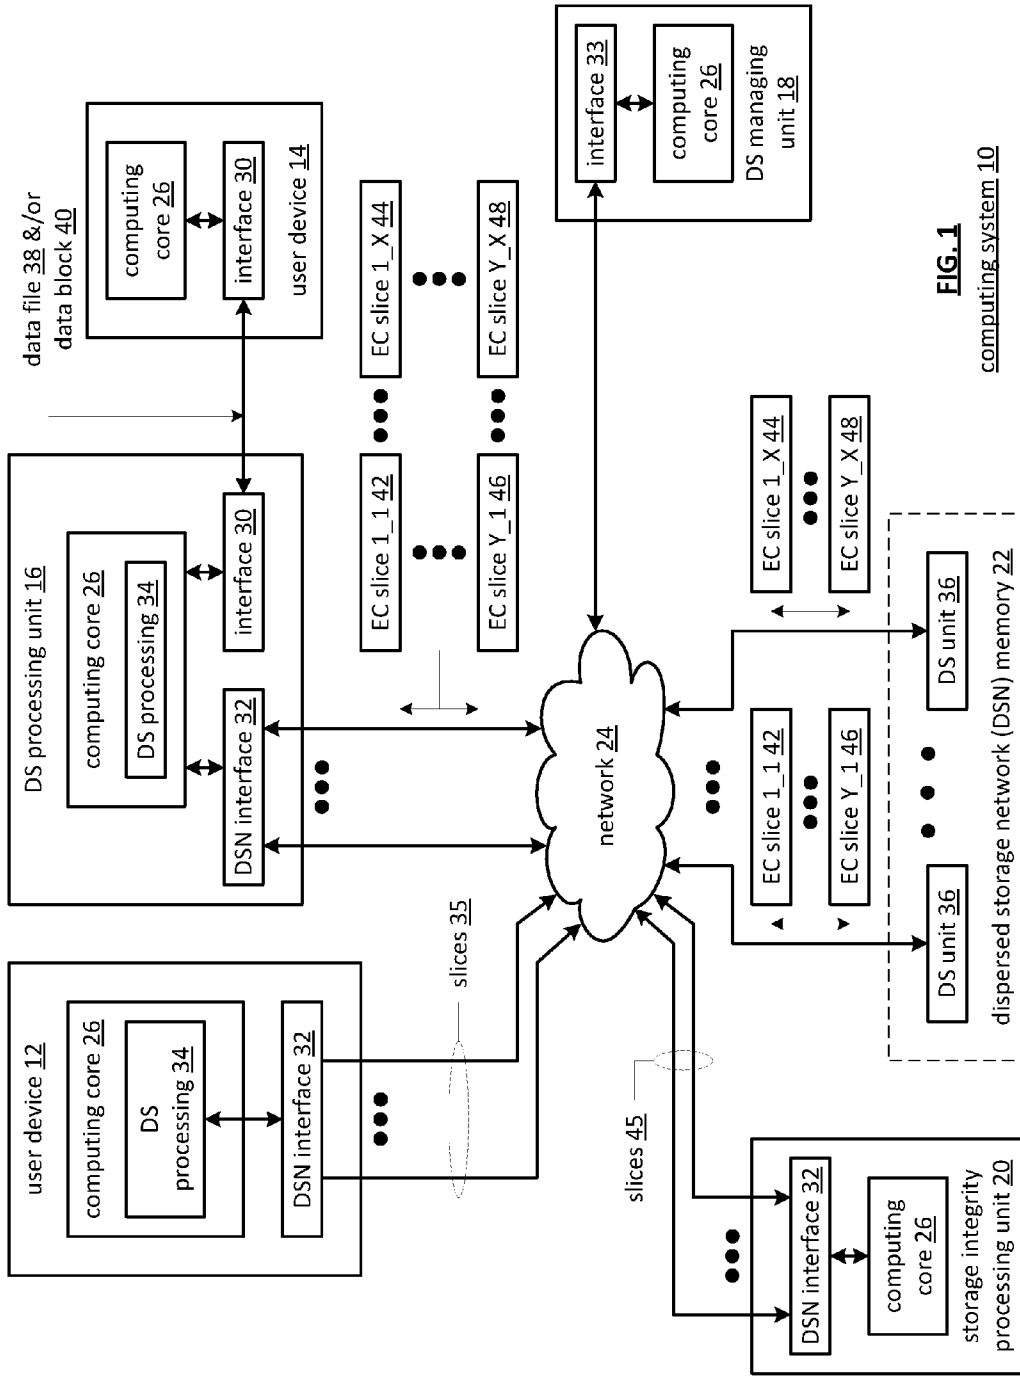 user device 12
computing core 26
DS
processing 34
DSN interface 32
slices 35
DS processing unit 16
computing core 26
DS processing 34
DSN interface 32
interface 30
data file 38 &/or
data block 40
computing
core 26
interface 30
user device 14
EC slice 1_1 42
EC slice 1_X 44
EC slice Y_1 46
EC slice Y_X 48
network 24
interface 33
computing
core 26
DS managing
unit 18
slices 45
DSN interface 32
computing
core 26
storage integrity
processing unit 20
EC slice 1_1 42
EC slice 1_X 44
EC slice Y_1 46
EC slice Y_X 48
DS unit 36
DS unit 36
dispersed storage network (DSN) memory 22
FIG. 1
computing system 10